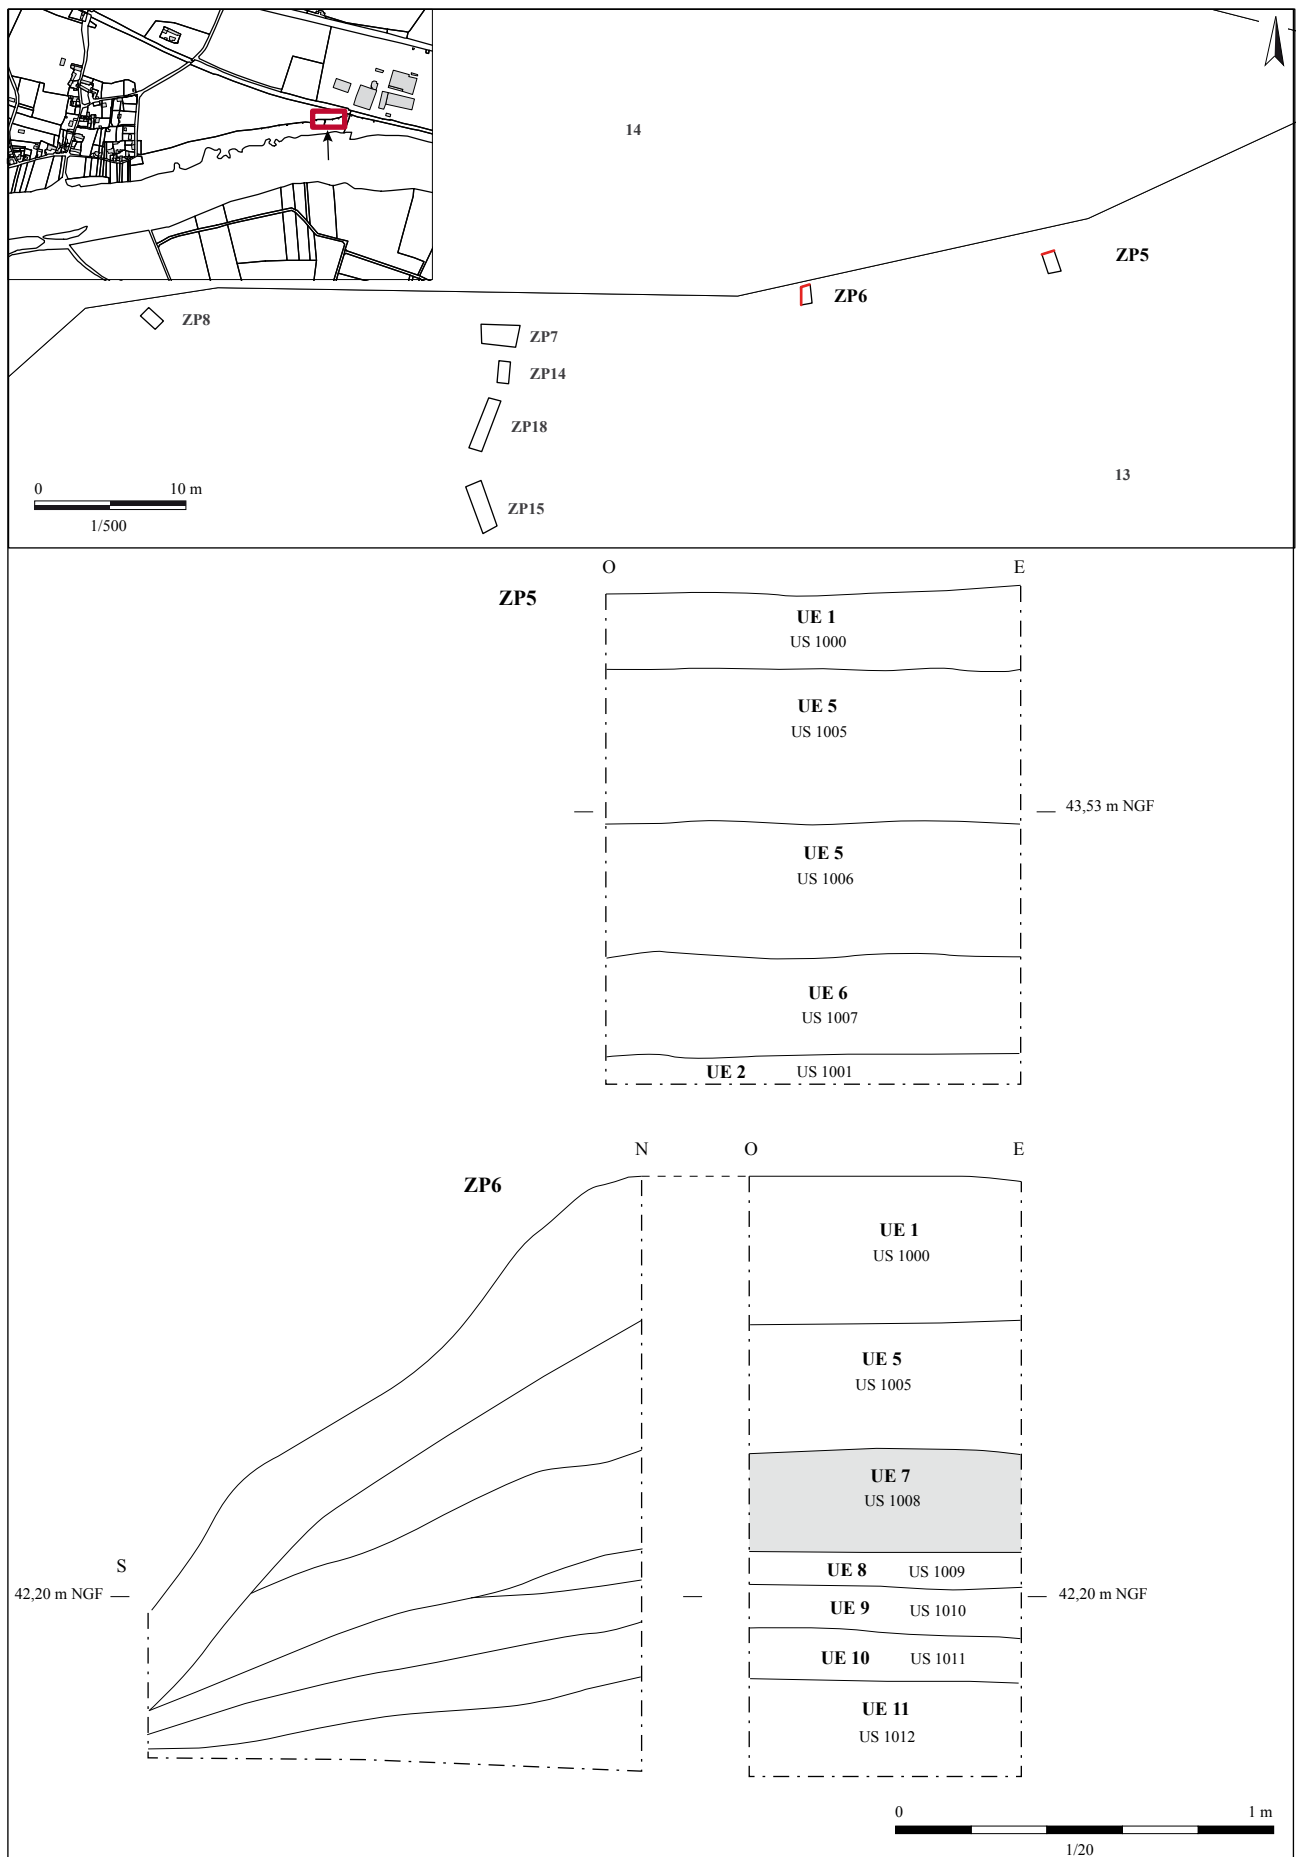 14
ZP5
ZP6
ZP8
ZP7
ZP14
ZP18
13
ZP15
0 10 m
1/500
O E
ZP5
UE 1
US 1000
UE 5
US 1005
43,53 m NGF
UE 5
US 1006
UE 6
US 1007
UE 2 US 1001
N O E
ZP6
UE 1
US 1000
UE 5
US 1005
UE 7
US 1008
S
42,20 m NGF
UE 8 US 1009
42,20 m NGF
UE 9 US 1010
UE 10 US 1011
UE 11
US 1012
0 1 m
1/20